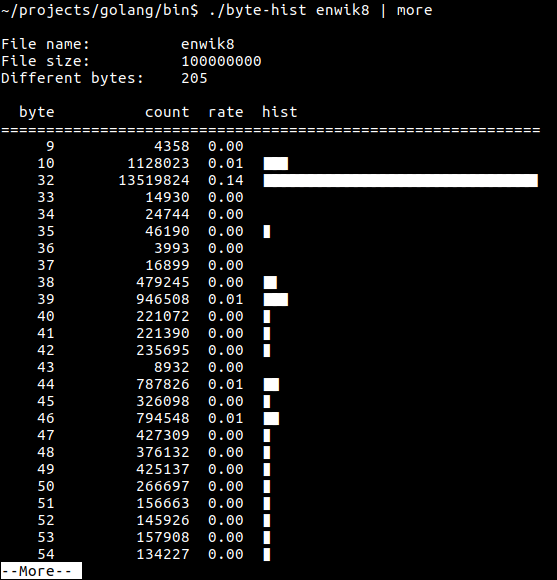 ~/projects/golang/bin$ ./byte-hist enwik8 | more
File name: enwik8
File size: 100000000
Different bytes: 205
byte count rate hist
============================================================
9 4358 0.00
10 1128023 0.01
32 13519824 0.14
33 14930 0.00
34 24744 0.00
35 46190 0.00
36 3993 0.00
37 16899 0.00
38 479245 0.00
39 946508 0.01
40 221072 0.00
41 221390 0.00
42 235695 0.00
43 8932 0.00
44 787826 0.01
45 326098 0.00
46 794548 0.01
47 427309 0.00
48 376132 0.00
49 425137 0.00
50 266697 0.00
51 156663 0.00
52 145926 0.00
53 157908 0.00
54 134227 0.00
--More--